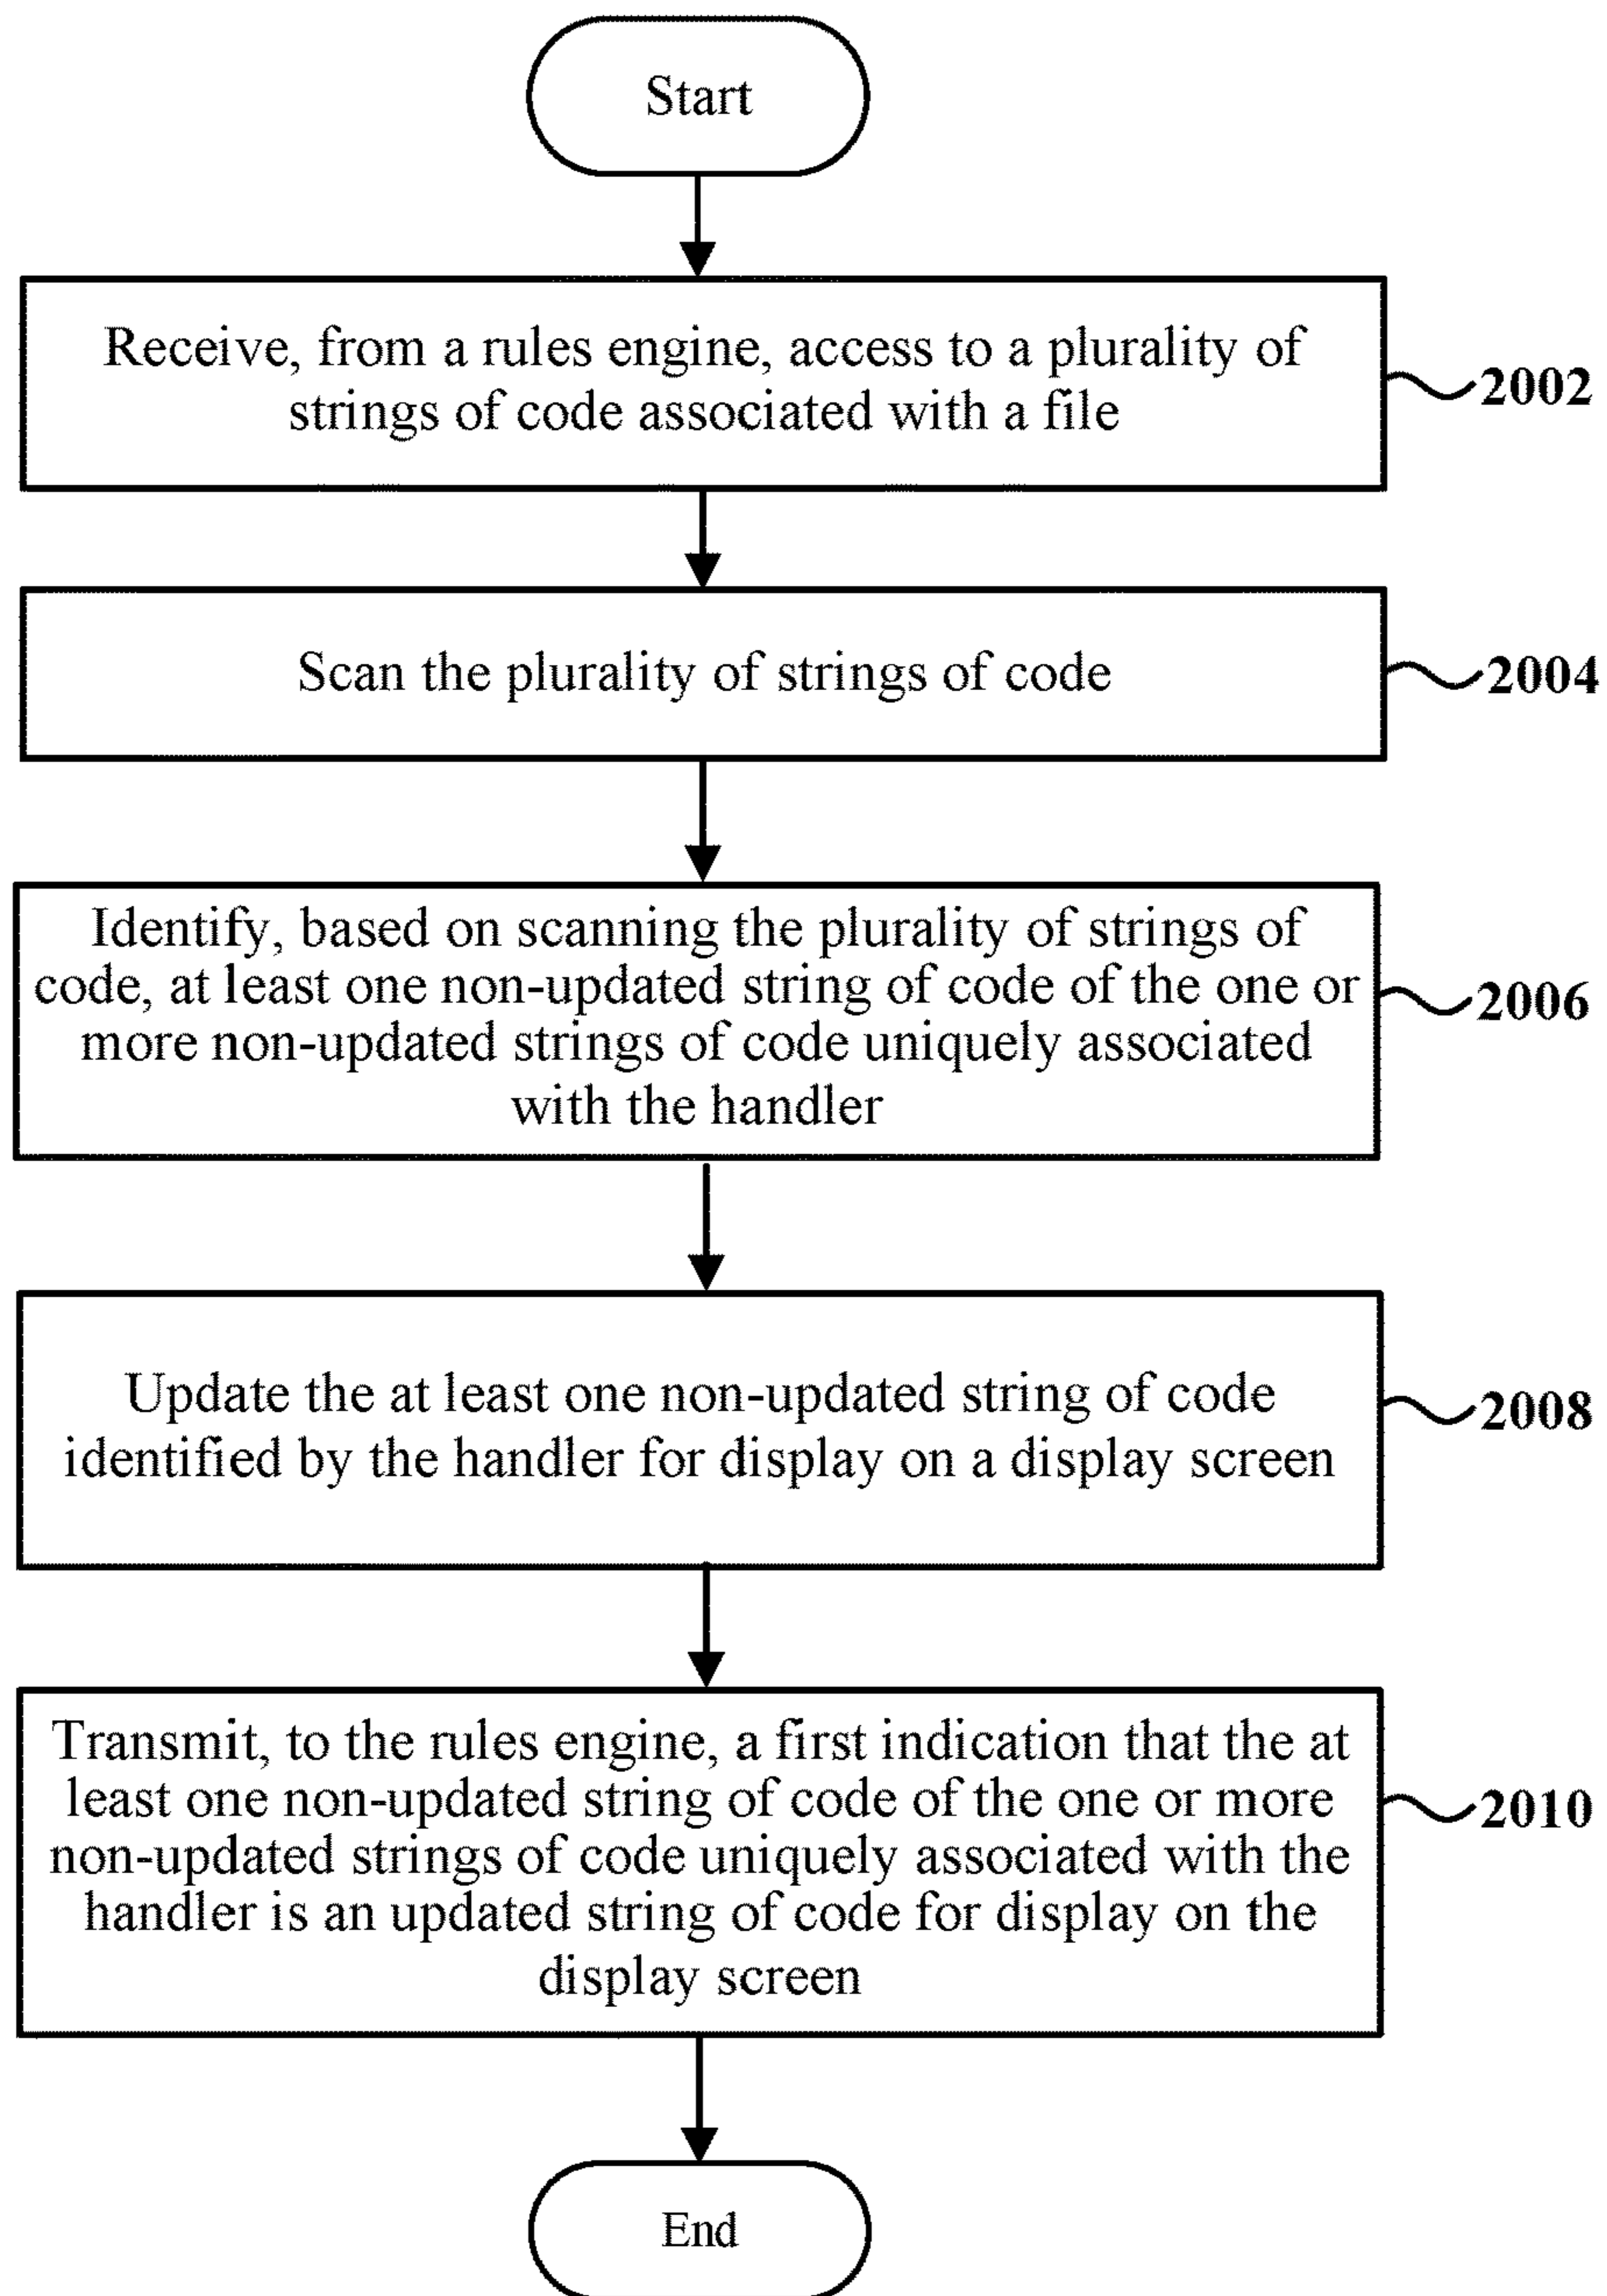 Start
Receive, from a rules engine, access to a plurality of
strings of code associated with a file
2002
Scan the plurality of strings of code
2004
Identify, based on scanning the plurality of strings of
code, at least one non-updated string of code of the one or
more non-updated strings of code uniquely associated
with the handler
2006
Update the at least one non-updated string of code
identified by the handler for display on a display screen
2008
Transmit, to the rules engine, a first indication that the at
least one non-updated string of code of the one or more
non-updated strings of code uniquely associated with the
handler is an updated string of code for display on the
display screen
2010
End